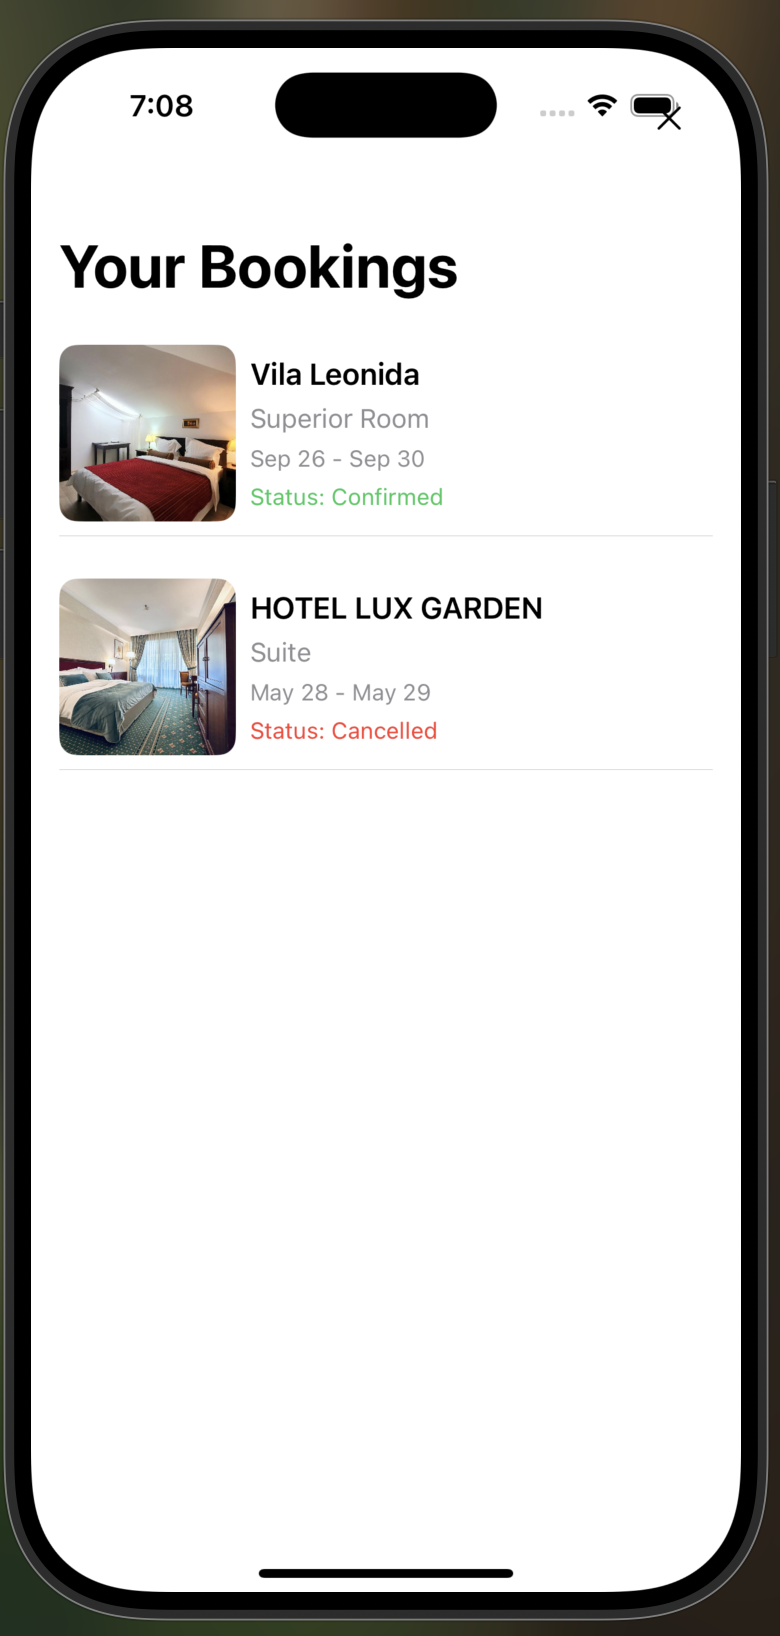 7:08
Your Bookings
Vila Leonida
Superior Room
Sep 26 - Sep 30
Status: Confirmed
HOTEL LUX GARDEN
Suite
May 28 - May 29
Status: Cancelled